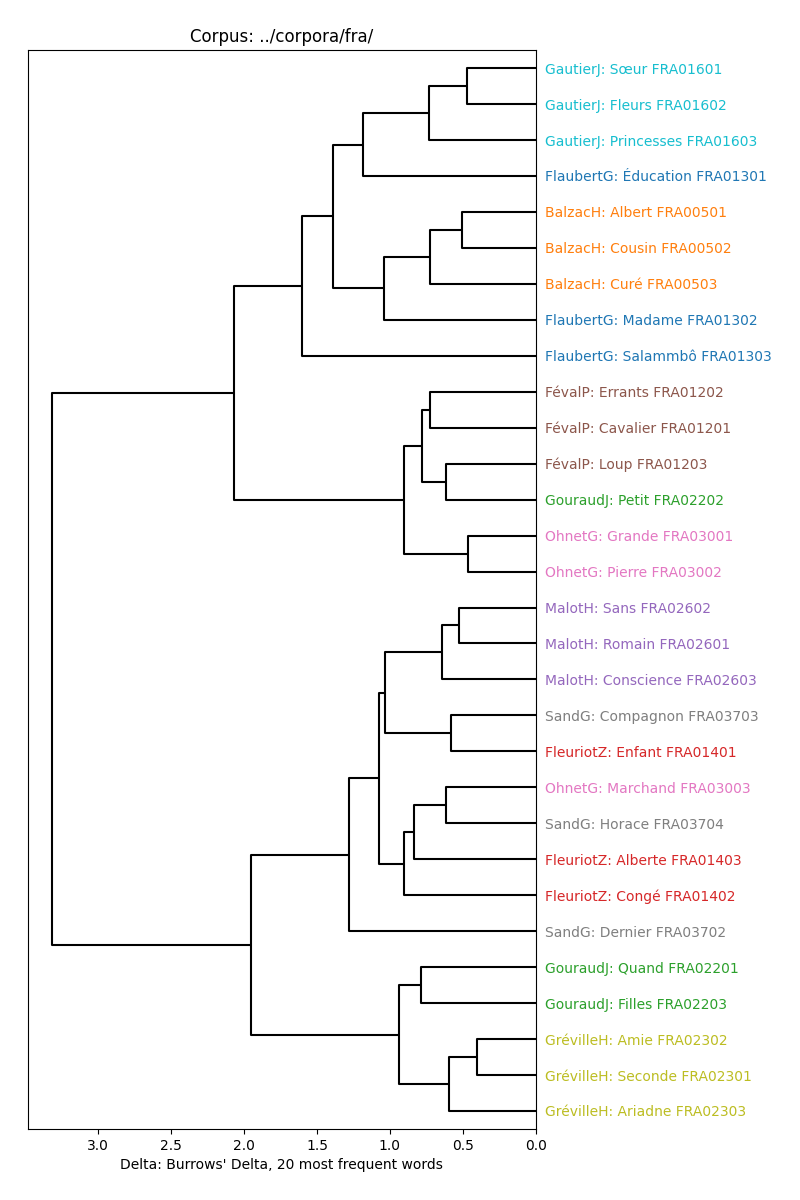 Corpus: ../corpora/fra/
GautierJ: Sœur FRA01601
GautierJ: Fleurs FRA01602
GautierJ: Princesses FRA01603
FlaubertG: Éducation FRA01301
BalzacH: Albert FRA00501
BalzacH: Cousin FRA00502
BalzacH: Curé FRA00503
FlaubertG: Madame FRA01302
FlaubertG: Salammbô FRA01303
FévalP: Errants FRA01202
FévalP: Cavalier FRA01201
FévalP: Loup FRA01203
GouraudJ: Petit FRA02202
OhnetG: Grande FRA03001
OhnetG: Pierre FRA03002
MalotH: Sans FRA02602
MalotH: Romain FRA02601
MalotH: Conscience FRA02603
SandG: Compagnon FRA03703
FleuriotZ: Enfant FRA01401
OhnetG: Marchand FRA03003
SandG: Horace FRA03704
FleuriotZ: Alberte FRA01403
FleuriotZ: Congé FRA01402
SandG: Dernier FRA03702
GouraudJ: Quand FRA02201
GouraudJ: Filles FRA02203
GrévilleH: Amie FRA02302
GrévilleH: Seconde FRA02301
GrévilleH: Ariadne FRA02303
3.0 2.5 2.0 1.5 1.0 0.5 0.0
Delta: Burrows' Delta, 20 most frequent words